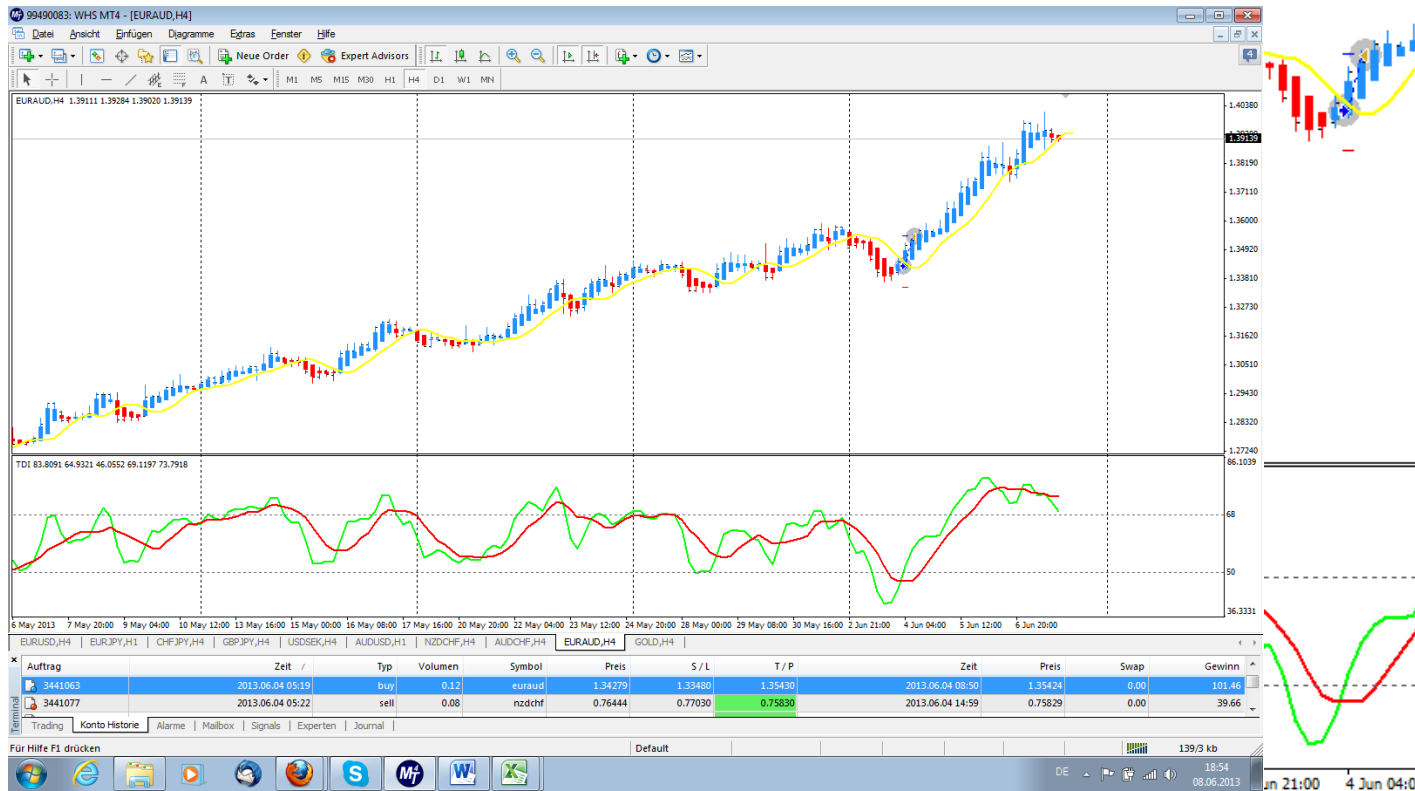 99490083: WHS MT4 - [EURAUD,H4]
Datei Ansicht Einfügen Djagramme Extras Fenster Hilfe
Neue Order Expert Advisors 4
A T M1 M5 M15 M30 H1 H4 D1 W1 MN
EURAUD,H4 1.39111 1.39284 1.39020 1.39139
1.40380
1.39139
1.38190
1.37110
1.36000
1.34920
1.33810
1.32730
1.31620
1.30510
1.29430
1.28320
1.27240
TDI 83.8091 64.9321 46.0552 69.1197 73.7918
86.1039
68
50
36.3331
6 May 2013 7 May 20:00 9 May 04:00 10 May 12:00 13 May 16:00 15 May 00:00 16 May 08:00 17 May 16:00 20 May 20:00 22 May 04:00 23 May 12:00 24 May 20:00 28 May 00:00 29 May 08:00 30 May 16:00 2 Jun 21:00 4 Jun 04:00 5 Jun 12:00 6 Jun 20:00
EURUSD,H4 | EURJPY,H1 | CHFJPY,H4 | GBPJPY,H4 | USDSEK,H4 | AUDUSD,H1 | NZDCHF,H4 | AUDCHF,H4 | EURAUD,H4 | GOLD,H4 |
Auftrag Zeit / Typ Volumen Symbol Preis S / L T / P Zeit Preis Swap Gewinn
3441063 2013.06.04 05:19 buy 0.12 euraud 1.34279 1.33480 1.35430 2013.06.04 08:50 1.35424 0.00 101.46
3441077 2013.06.04 05:22 sell 0.08 nzdchf 0.76444 0.77030 0.75830 2013.06.04 14:59 0.75829 0.00 39.66
Terminal
Trading | Konto Historie | Alarme | Mailbox | Signals | Experten | Journal |
Für Hilfe F1 drücken Default 139/3 kb
DE 18:54
08.06.2013
un 21:00 4 Jun 04:0